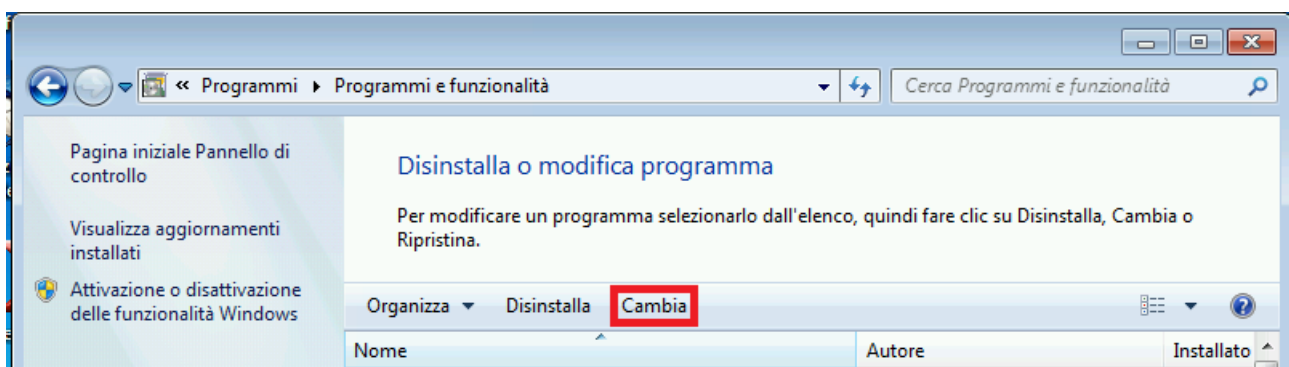 « Programmi ▸ Programmi e funzionalità
Cerca Programmi e funzionalità
Pagina iniziale Pannello di
controllo
Visualizza aggiornamenti
installati
Attivazione o disattivazione
delle funzionalità Windows
Disinstalla o modifica programma
Per modificare un programma selezionarlo dall'elenco, quindi fare clic su Disinstalla, Cambia o
Ripristina.
Organizza Disinstalla Cambia
Nome Autore Installato